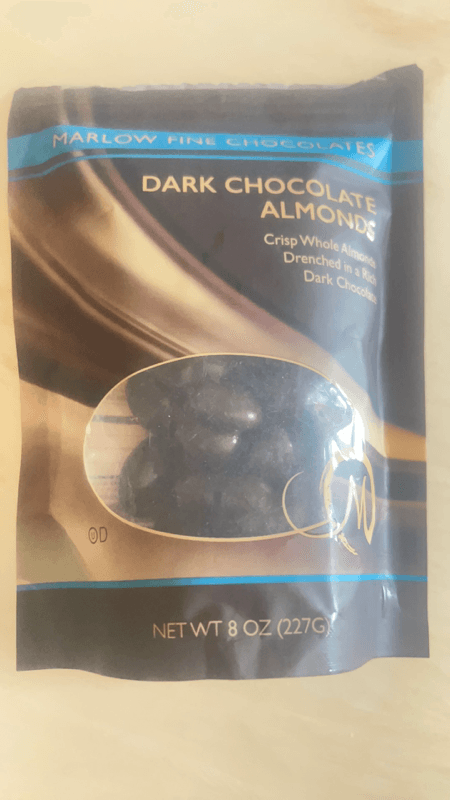 MARLOW FINE CHOCOLATES
DARK CHOCOLATE
ALMONDS
Crisp Whole Almonds
Drenched in a Rich
Dark Chocolate
M
ⓊD
NET WT 8 OZ (227G)